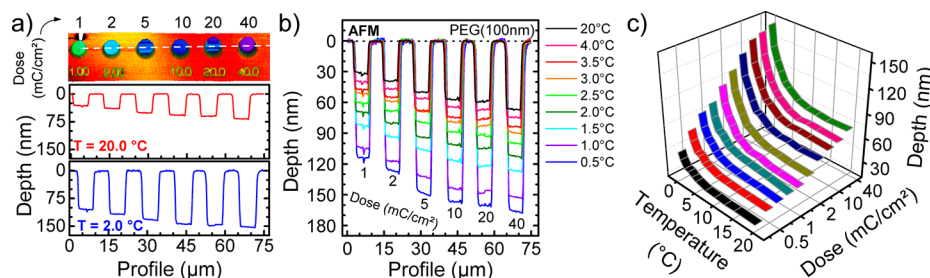 a)
Dose (mC/cm²)
1 2 5 10 20 40
1.00 2.00 10.0 20.0 40.0
Depth (nm)
0
75
150
T = 20.0 °C
0
75
150
T = 2.0 °C
0 15 30 45 60 75
Profile (µm)
b)
AFM PEG(100nm)
Depth (nm)
0
30
60
90
120
150
180
20°C
4.0°C
3.5°C
3.0°C
2.5°C
2.0°C
1.5°C
1.0°C
0.5°C
1 2 5 10 20 40
Dose (mC/cm²)
0 15 30 45 60 75
Profile (µm)
c)
150
120
90
60
30
Depth (nm)
0
5
10
15
20
Temperature
(°C)
0.5
1
2
10
40
Dose (mC/cm²)